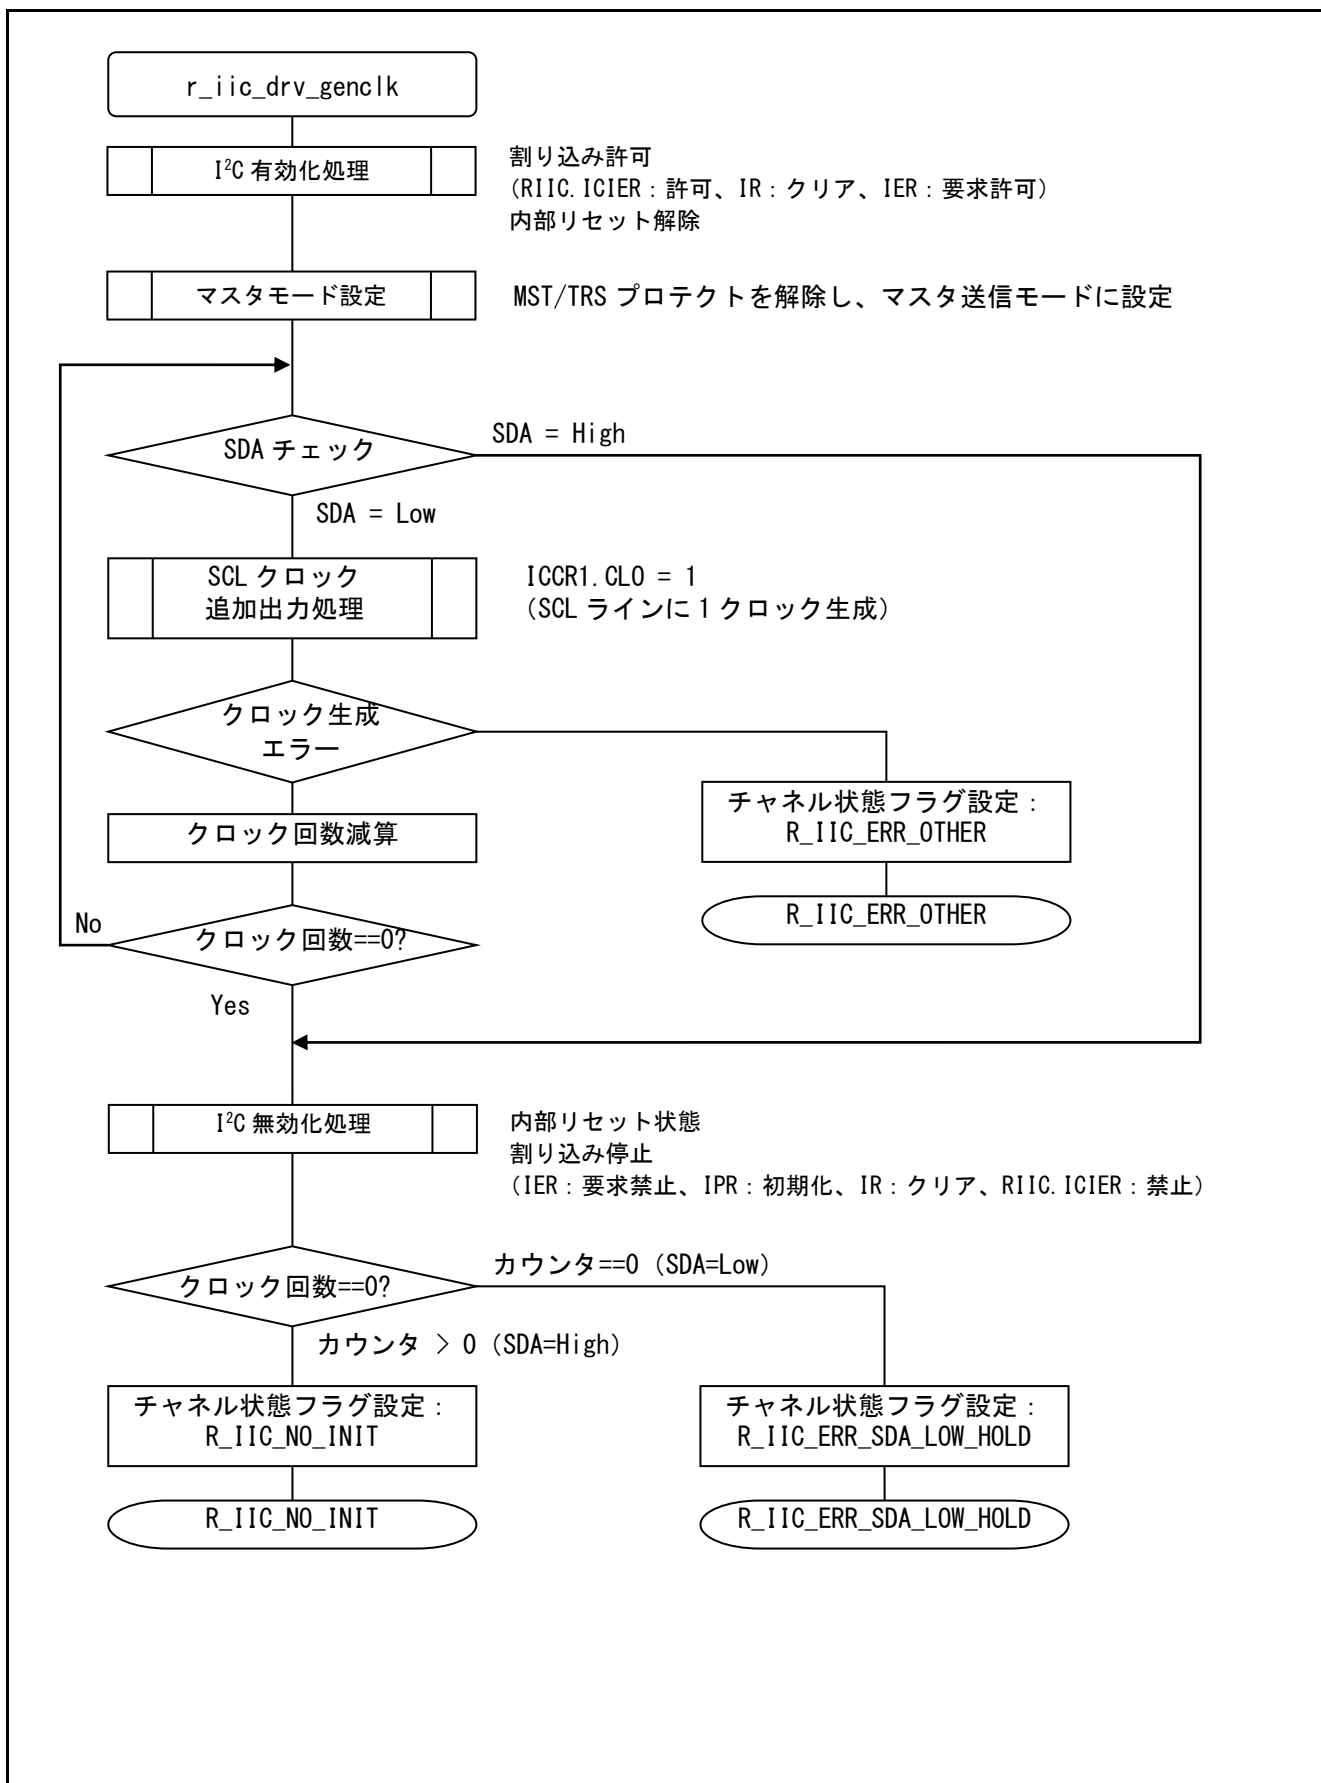 r_iic_drv_genclk
I²C 有効化処理
割り込み許可
(RIIC.ICIER：許可、IR：クリア、IER：要求許可)
内部リセット解除
マスタモード設定
MST/TRS プロテクトを解除し、マスタ送信モードに設定
SDA チェック
SDA = High
SDA = Low
SCL クロック
追加出力処理
ICCR1.CLO = 1
(SCL ラインに 1 クロック生成)
クロック生成
エラー
チャネル状態フラグ設定：
R_IIC_ERR_OTHER
クロック回数減算
R_IIC_ERR_OTHER
No
クロック回数==0?
Yes
I²C 無効化処理
内部リセット状態
割り込み停止
(IER：要求禁止、IPR：初期化、IR：クリア、RIIC.ICIER：禁止)
クロック回数==0?
カウンタ==0 (SDA=Low)
カウンタ > 0 (SDA=High)
チャネル状態フラグ設定：
R_IIC_NO_INIT
チャネル状態フラグ設定：
R_IIC_ERR_SDA_LOW_HOLD
R_IIC_NO_INIT
R_IIC_ERR_SDA_LOW_HOLD